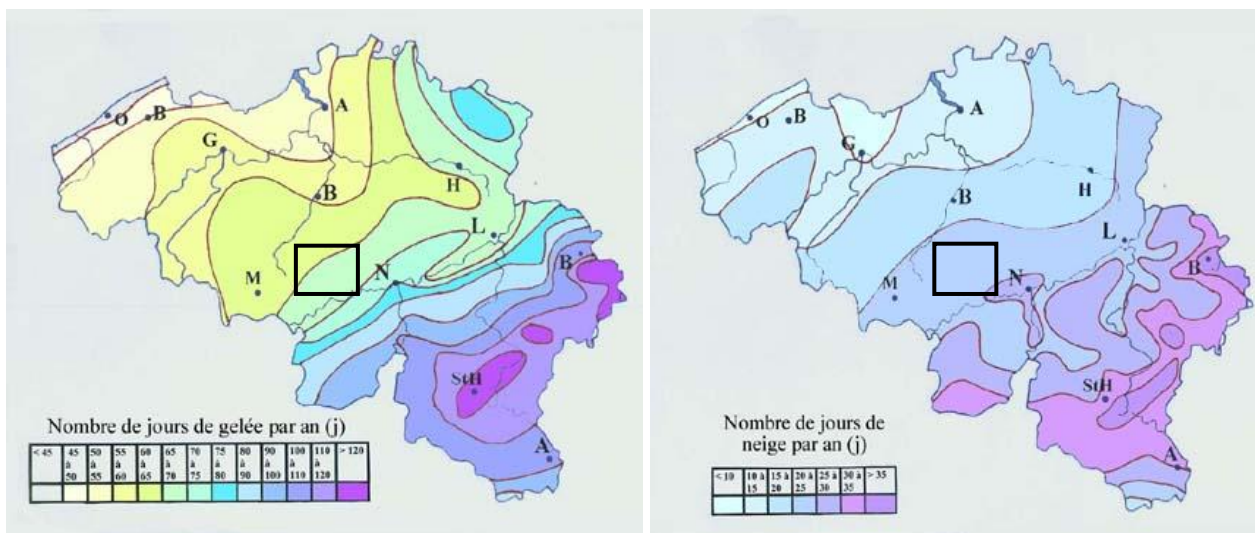 A
O
B
G
B
H
L
M
N
B
StH
A
Nombre de jours de gelée par an (j)
< 45
45 à 50
50 à 55
55 à 60
60 à 65
65 à 70
70 à 75
75 à 80
80 à 90
90 à 100
100 à 110
110 à 120
> 120
A
O
B
G
B
H
L
M
N
B
StH
A
Nombre de jours de
neige par an (j)
< 10
10 à 15
15 à 20
20 à 25
25 à 30
30 à 35
> 35